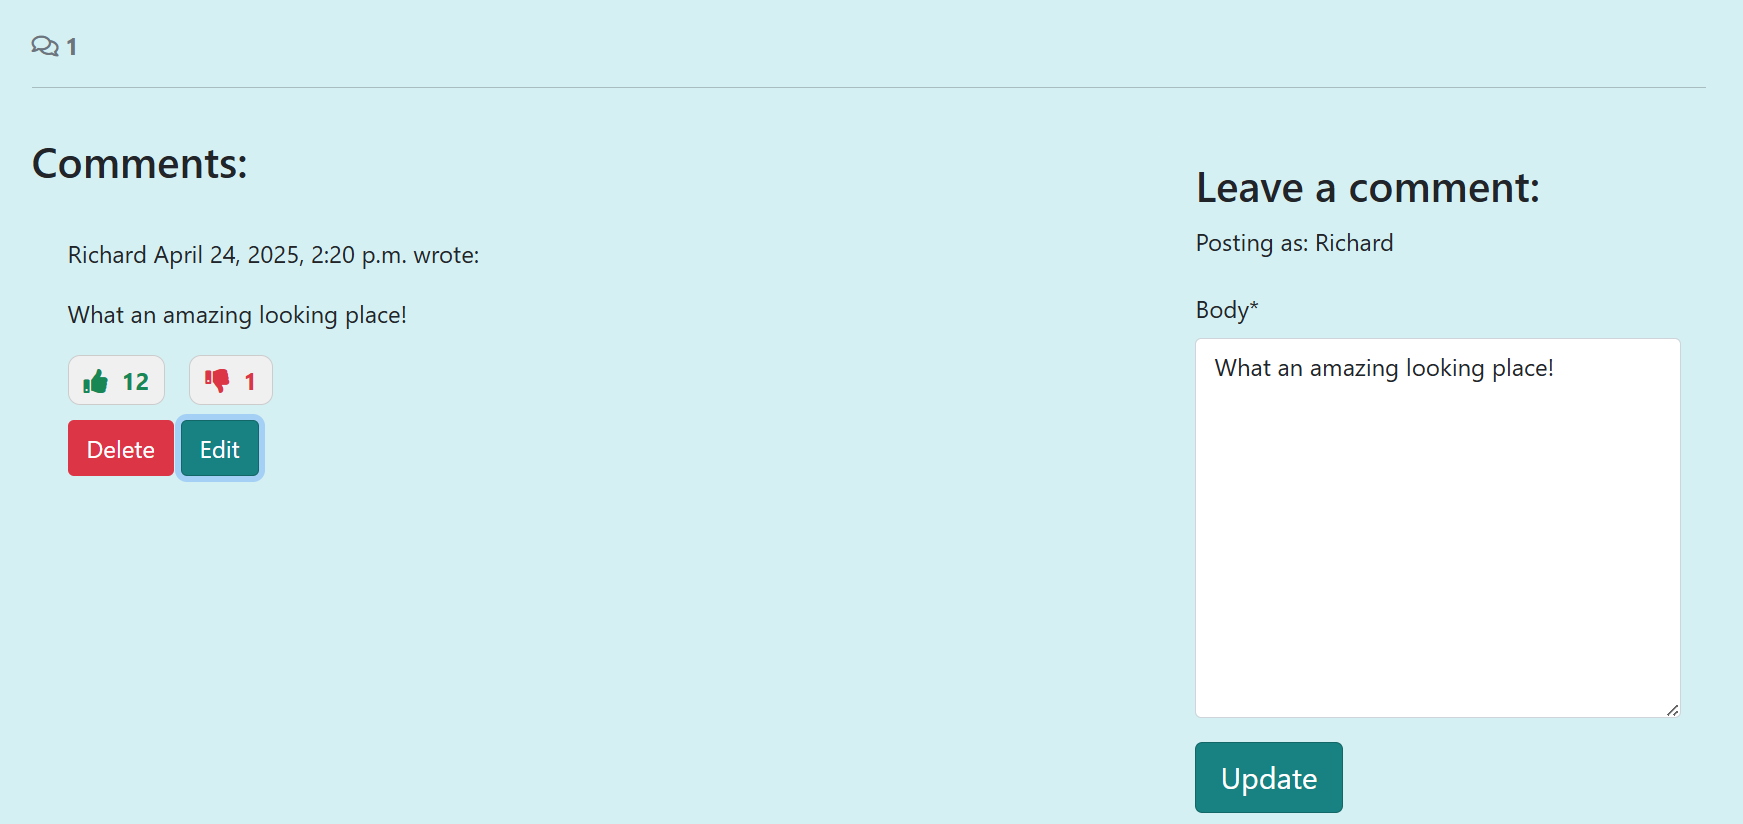 1
Comments:
Richard April 24, 2025, 2:20 p.m. wrote:
What an amazing looking place!
12 1
Delete Edit
Leave a comment:
Posting as: Richard
Body*
What an amazing looking place!
Update